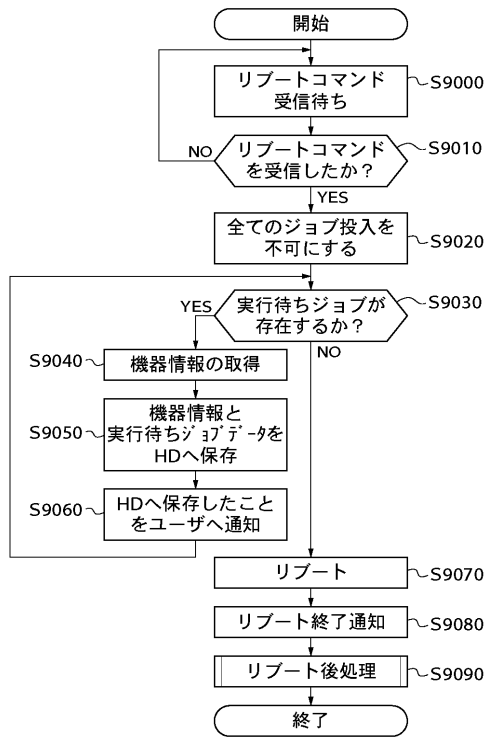 開始
リブートコマンド
受信待ち
S9000
リブートコマンド
を受信したか？
S9010
NO
YES
全てのジョブ投入を
不可にする
S9020
実行待ちジョブが
存在するか？
S9030
YES
NO
機器情報の取得
S9040
機器情報と
実行待ちｼﾞｮﾌﾞﾃﾞｰﾀを
HDへ保存
S9050
HDへ保存したこと
をユーザへ通知
S9060
リブート
S9070
リブート終了通知
S9080
リブート後処理
S9090
終了